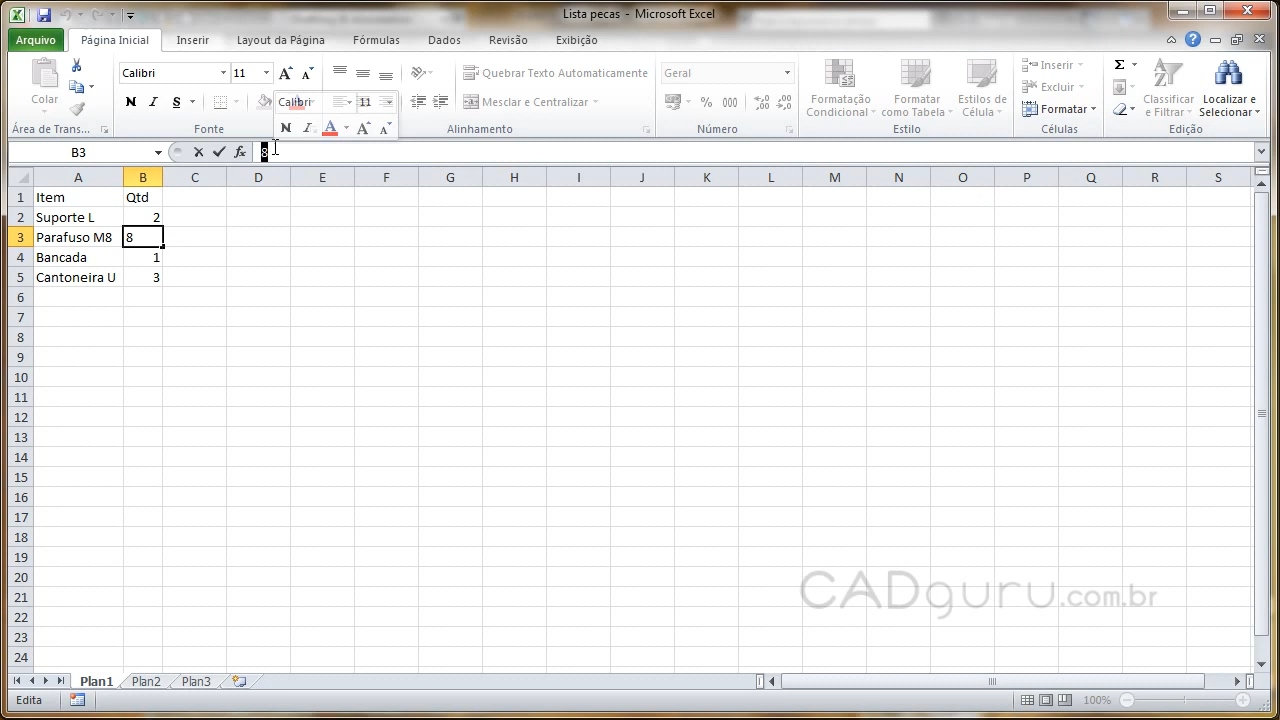 Lista pecas - Microsoft Excel
Arquivo Página Inicial Inserir Layout da Página Fórmulas Dados Revisão Exibição
Colar
Área de Trans...
Calibri 11
N I S
Fonte
Calibri 11
N I A A A
Quebrar Texto Automaticamente
Mesclar e Centralizar
Alinhamento
Geral
% 000
Número
Formatação Condicional
Formatar como Tabela
Estilos de Célula
Estilo
Inserir
Excluir
Formatar
Células
Σ
Classificar e Filtrar
Localizar e Selecionar
Edição
B3 fx 8
A B C D E F G H I J K L M N O P Q R S
1 Item Qtd
2 Suporte L 2
3 Parafuso M8 8
4 Bancada 1
5 Cantoneira U 3
6
7
8
9
10
11
12
13
14
15
16
17
18
19
20
21
22
23
24
CADguru.com.br
Plan1 Plan2 Plan3
Edita 100%